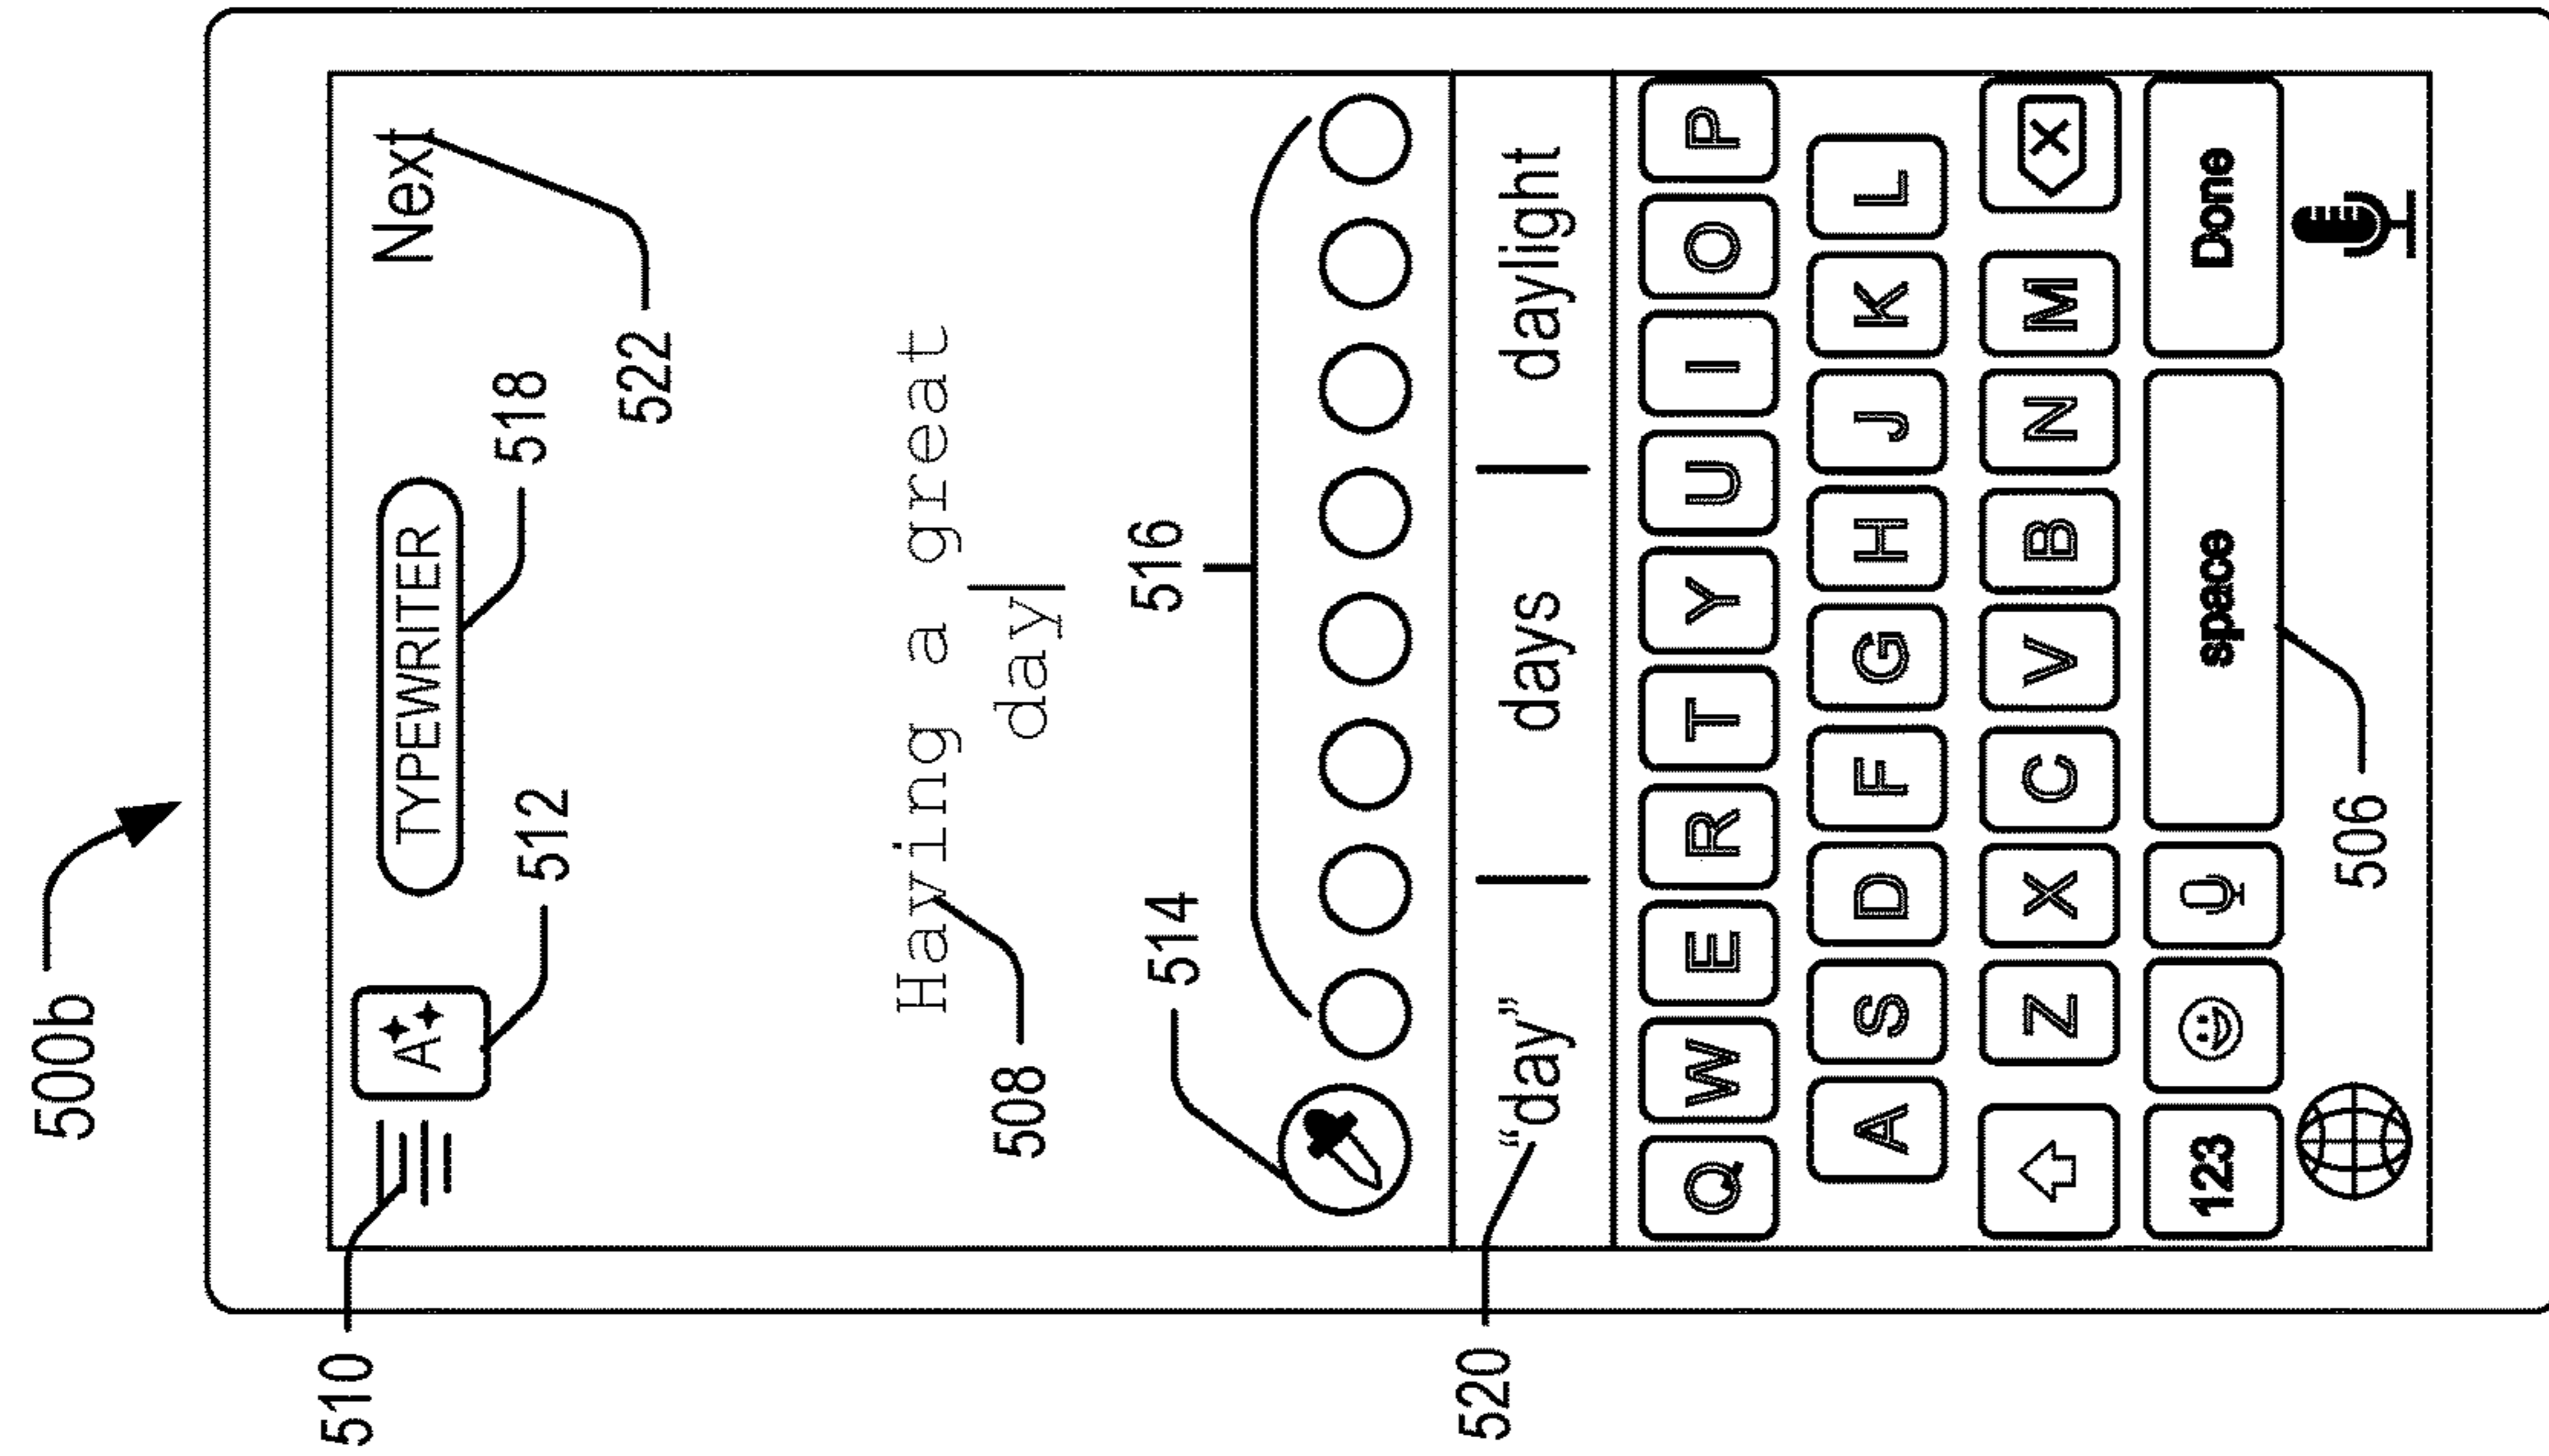 500b
510
512
A
TYPEWRITER
518
Next
522
508
Having a great
day
514
516
520
“day” days daylight
Q W E R T Y U I O P
A S D F G H J K L
Z X C V B N M X
123 space Done
506